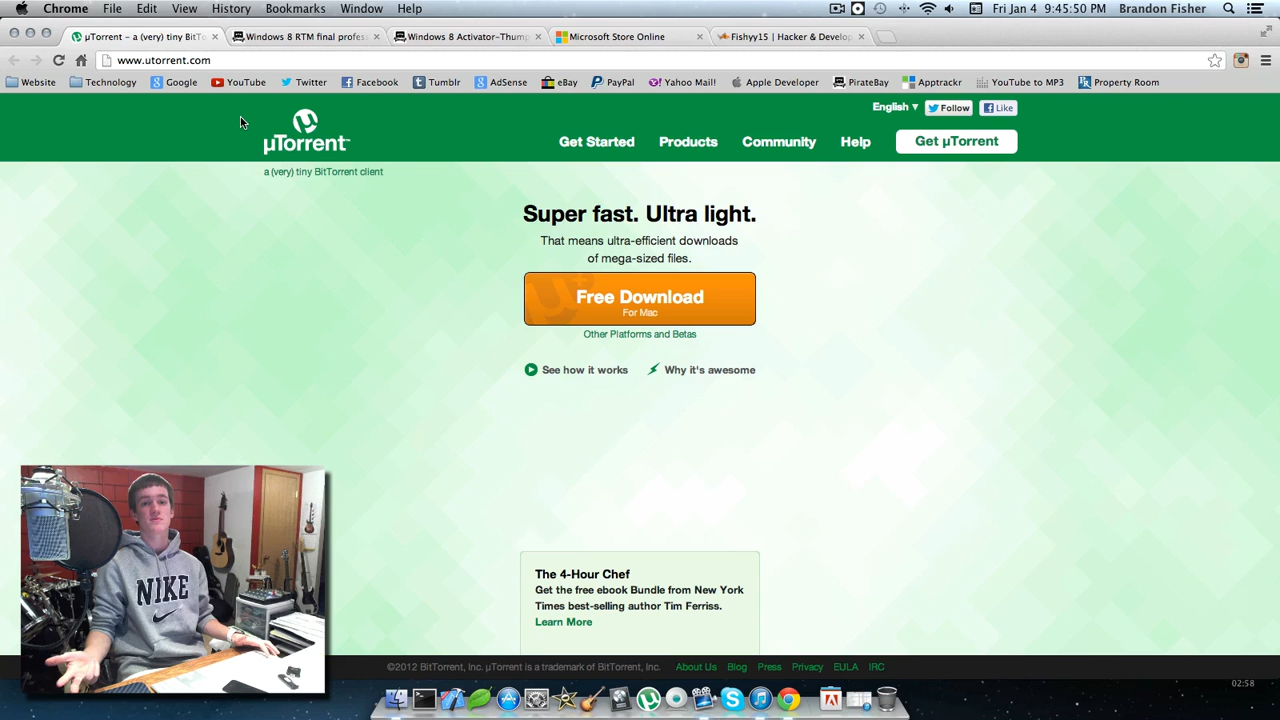 Chrome File Edit View History Bookmarks Window Help Fri Jan 4 9:45:50 PM Brandon Fisher
µTorrent – a (very) tiny BitTo Windows 8 RTM final profess Windows 8 Activator–Thump Microsoft Store Online Fishyy15 | Hacker & Develop
www.utorrent.com
Website Technology Google YouTube Twitter Facebook Tumblr AdSense eBay PayPal Yahoo Mail! Apple Developer PirateBay Apptrackr YouTube to MP3 Property Room
English ▾ Follow Like
µTorrent™
Get Started Products Community Help Get µTorrent
a (very) tiny BitTorrent client
Super fast. Ultra light.
That means ultra-efficient downloads
of mega-sized files.
Free Download
For Mac
Other Platforms and Betas
See how it works Why it's awesome
The 4-Hour Chef
Get the free ebook Bundle from New York
Times best-selling author Tim Ferriss.
Learn More
NIKE
©2012 BitTorrent, Inc. µTorrent is a trademark of BitTorrent, Inc. About Us Blog Press Privacy EULA IRC
02:58